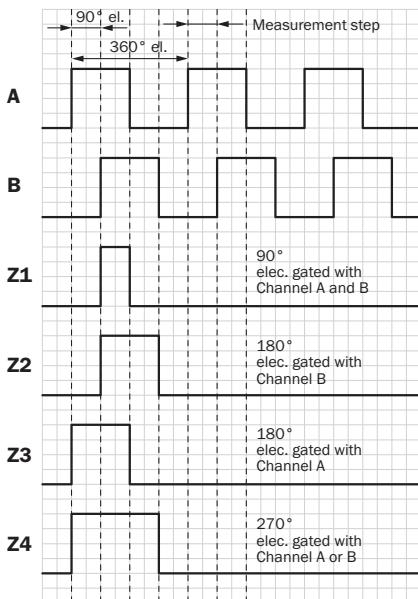 90° el.
Measurement step
360° el.
A
B
Z1
90°
elec. gated with
Channel A and B
Z2
180°
elec. gated with
Channel B
Z3
180°
elec. gated with
Channel A
Z4
270°
elec. gated with
Channel A or B